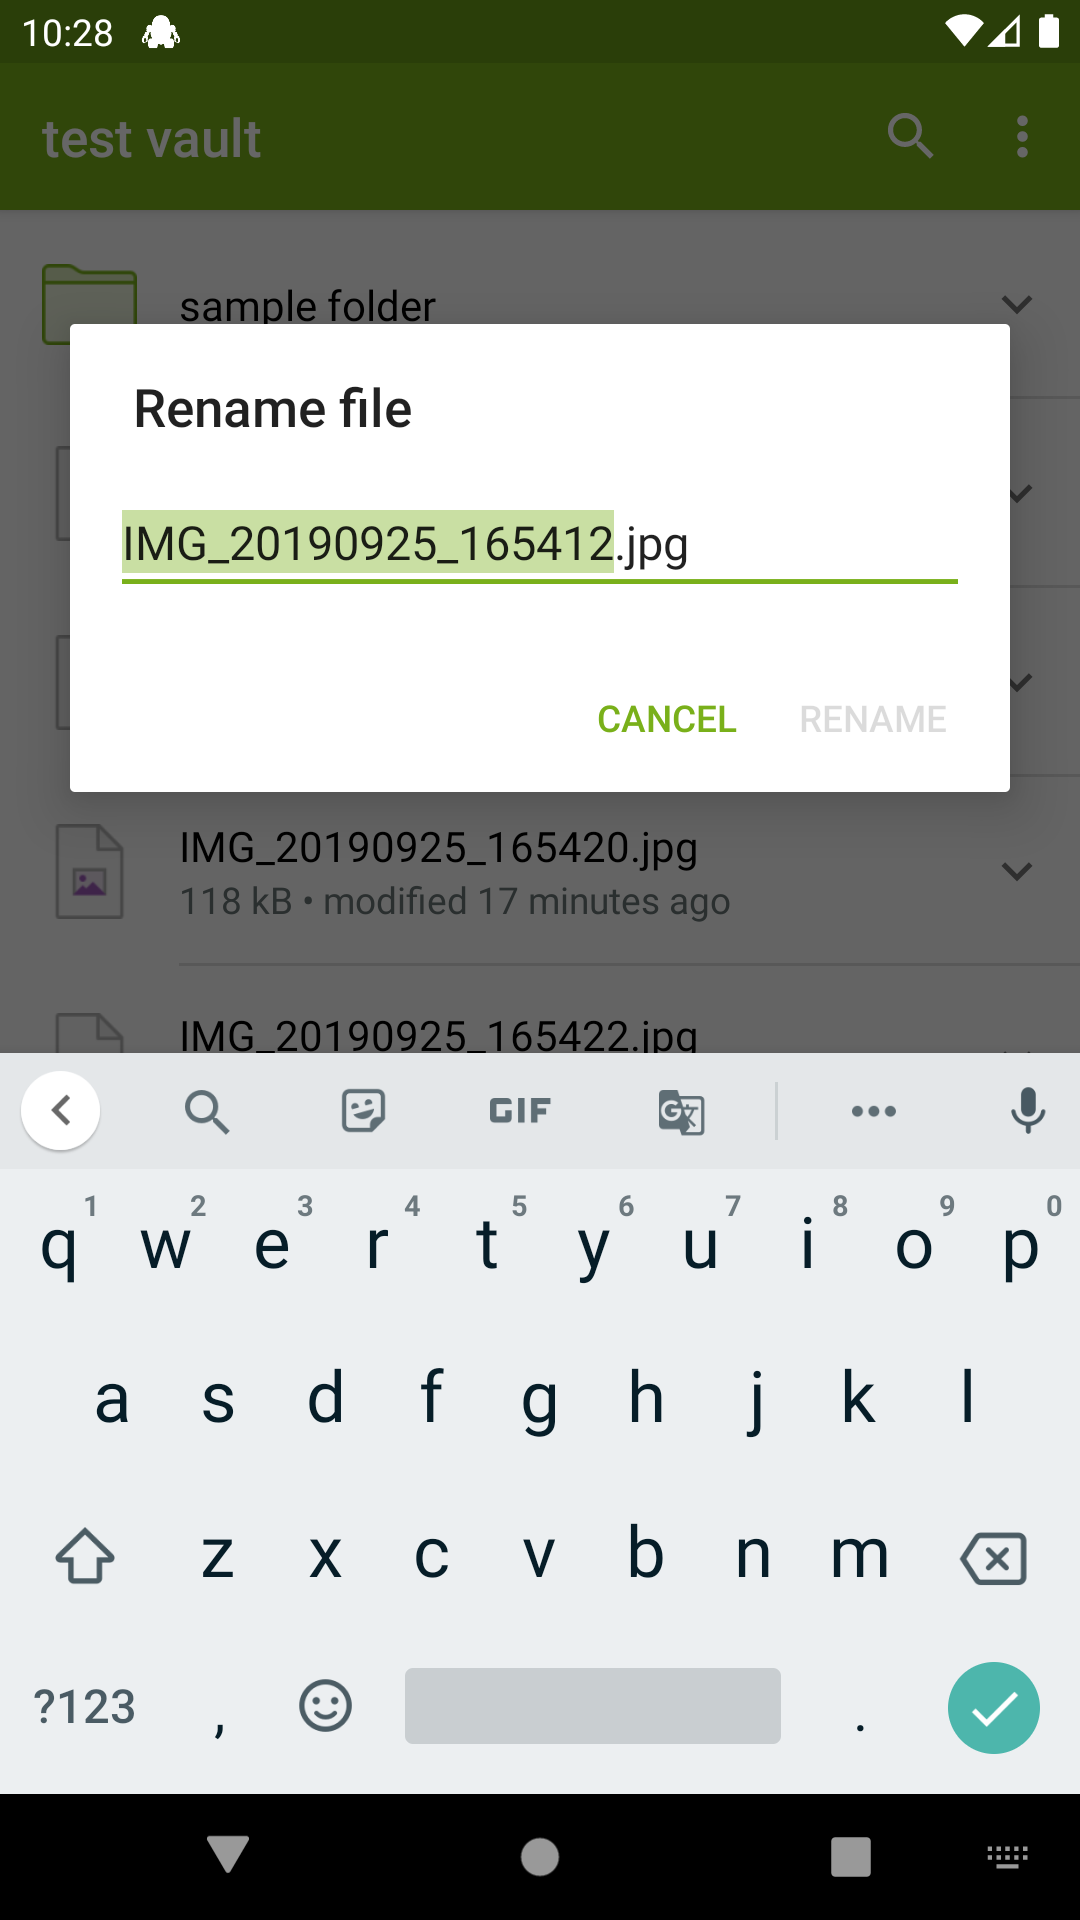 10:28
test vault
sample folder
Rename file
IMG_20190925_165412.jpg
CANCEL RENAME
IMG_20190925_165420.jpg
118 kB • modified 17 minutes ago
IMG_20190925_165422.jpg
GIF G
1 2 3 4 5 6 7 8 9 0
q w e r t y u i o p
a s d f g h j k l
z x c v b n m
?123 , .